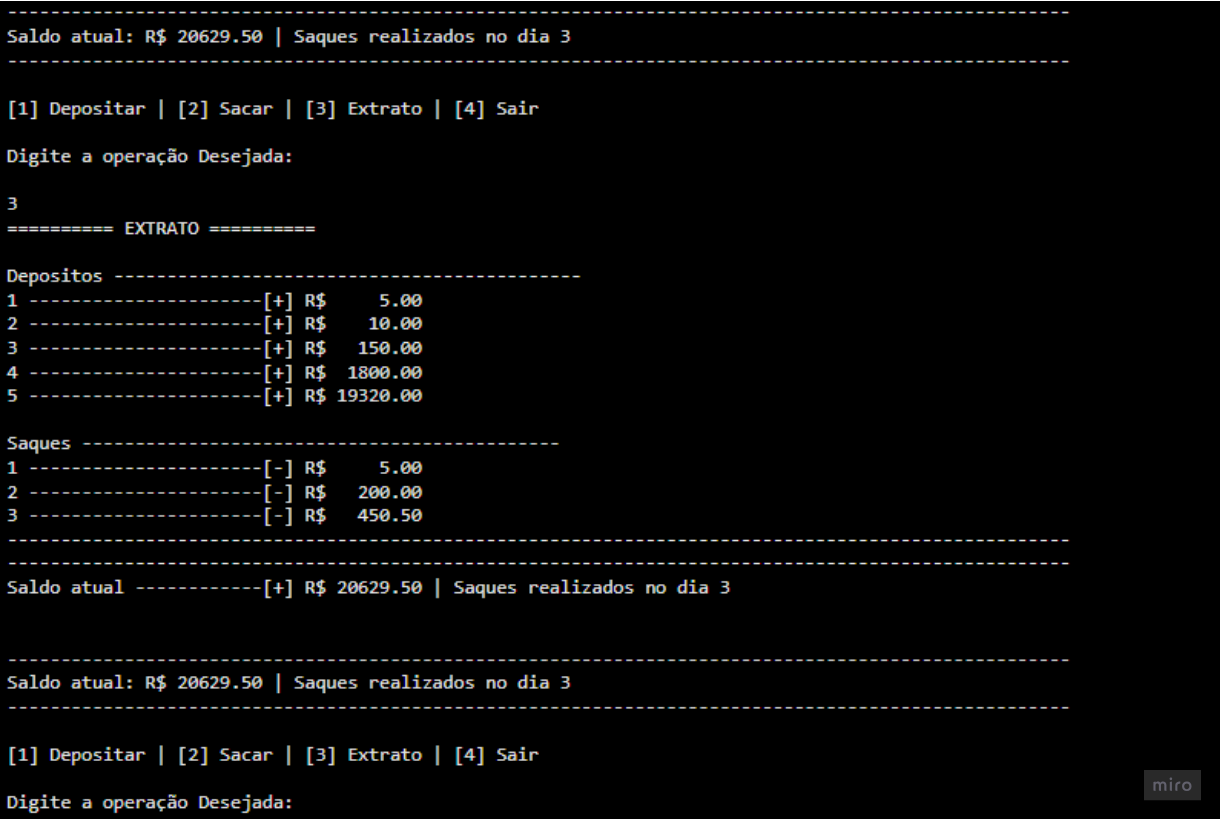 ----------------------------------------------------------------------------------------------------
Saldo atual: R$ 20629.50 | Saques realizados no dia 3
----------------------------------------------------------------------------------------------------
[1] Depositar | [2] Sacar | [3] Extrato | [4] Sair
Digite a operação Desejada:
3
========== EXTRATO ==========
Depositos --------------------------------------------
1 ----------------------[+] R$     5.00
2 ----------------------[+] R$    10.00
3 ----------------------[+] R$   150.00
4 ----------------------[+] R$  1800.00
5 ----------------------[+] R$ 19320.00
Saques ---------------------------------------------
1 ----------------------[-] R$     5.00
2 ----------------------[-] R$   200.00
3 ----------------------[-] R$   450.50
----------------------------------------------------------------------------------------------------
----------------------------------------------------------------------------------------------------
Saldo atual ------------[+] R$ 20629.50 | Saques realizados no dia 3
----------------------------------------------------------------------------------------------------
Saldo atual: R$ 20629.50 | Saques realizados no dia 3
----------------------------------------------------------------------------------------------------
[1] Depositar | [2] Sacar | [3] Extrato | [4] Sair
Digite a operação Desejada:
miro